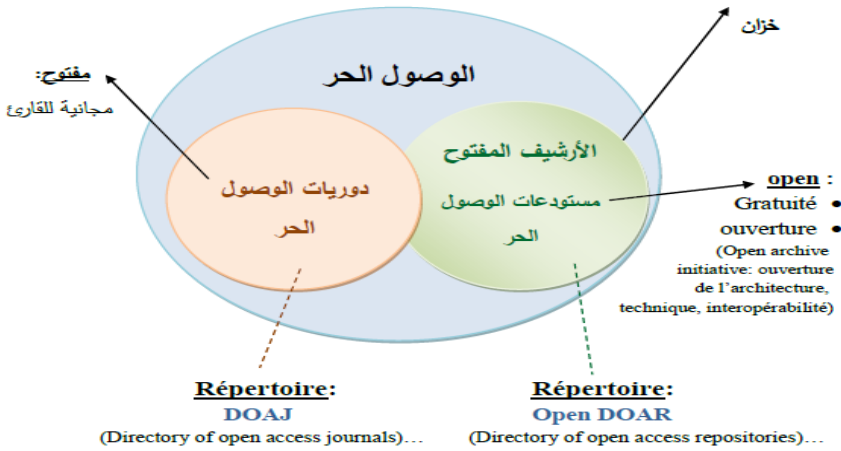 خزان
الوصول الحر
مفتوح:
مجانية للقارئ
الأرشيف المفتوح
مستودعات الوصول
الحر
دوريات الوصول
الحر
open :
• Gratuité
• ouverture
(Open archive
initiative: ouverture
de l’architecture,
technique, interopérabilité)
Répertoire:
DOAJ
(Directory of open access journals)…
Répertoire:
Open DOAR
(Directory of open access repositories)…